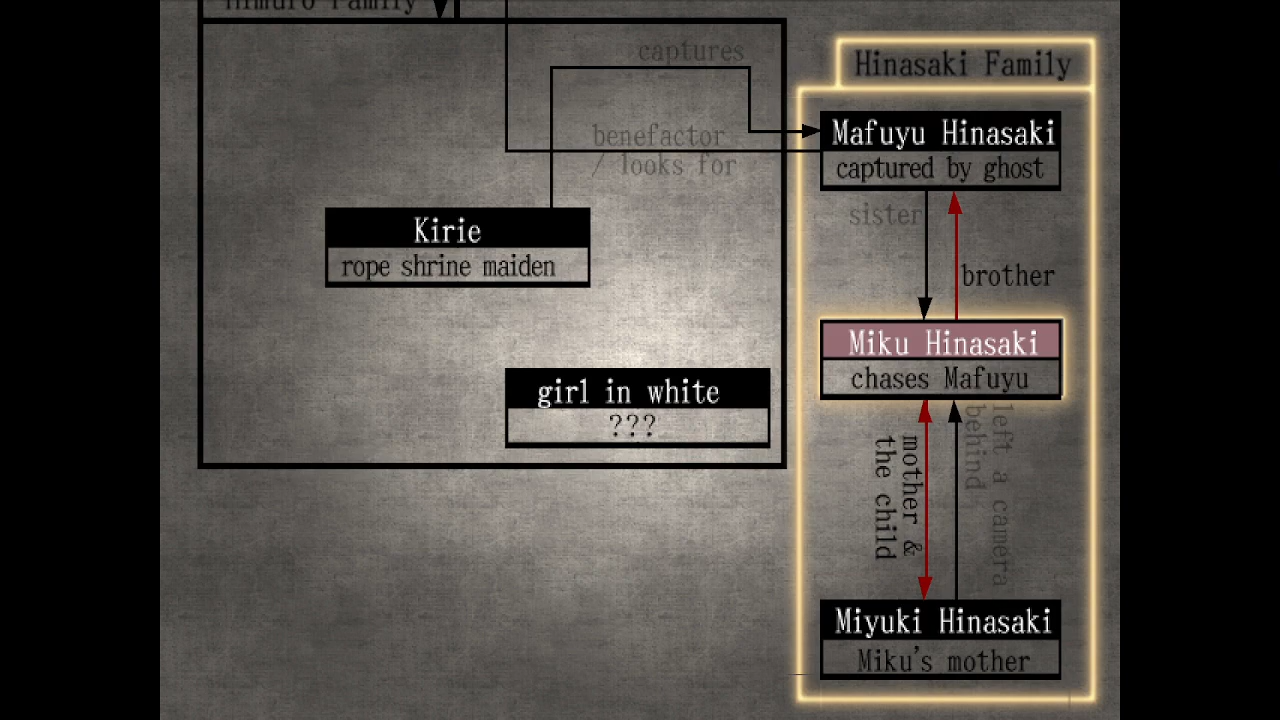 Himuro Family
captures
Hinasaki Family
benefactor
/ looks for
Mafuyu Hinasaki
captured by ghost
Kirie
rope shrine maiden
sister
brother
Miku Hinasaki
chases Mafuyu
girl in white
???
mother &
the child
left a camera
behind
Miyuki Hinasaki
Miku's mother